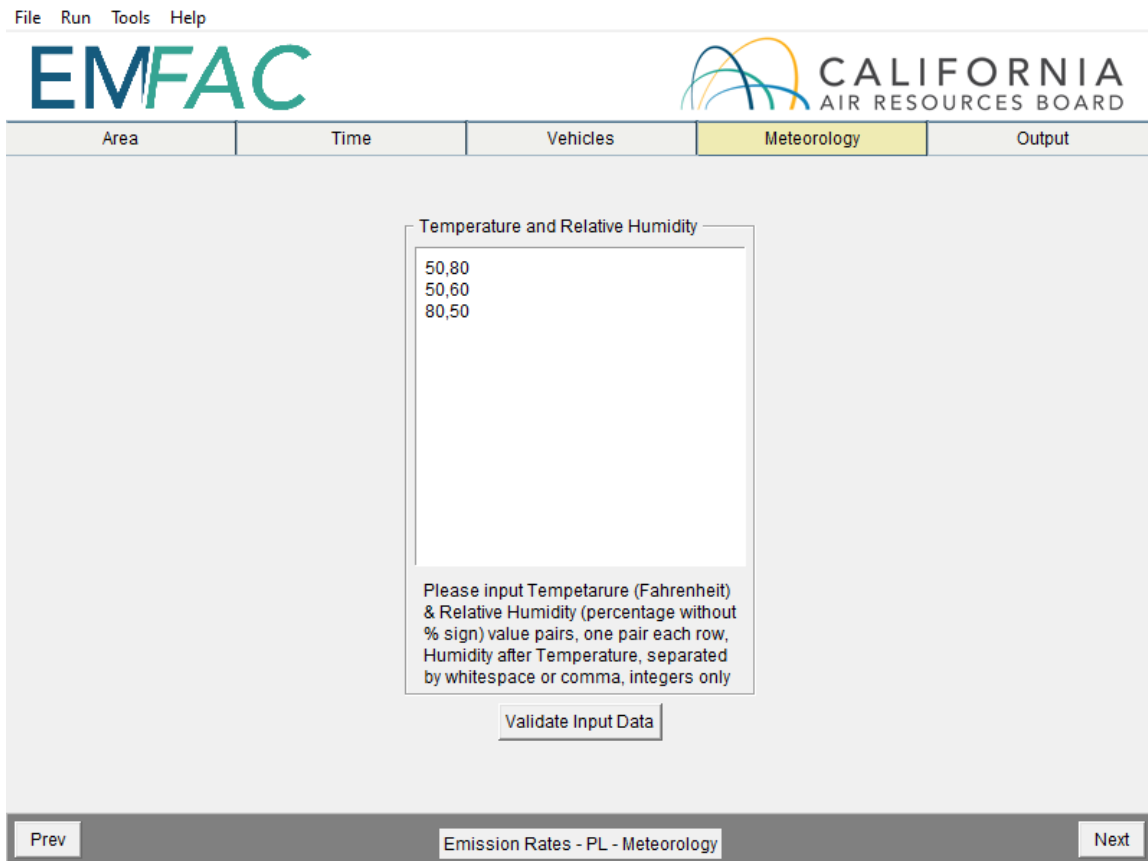 File Run Tools Help
EMFAC
CALIFORNIA
AIR RESOURCES BOARD
Area Time Vehicles Meteorology Output
Temperature and Relative Humidity
50,80
50,60
80,50
Please input Tempetarure (Fahrenheit)
& Relative Humidity (percentage without
% sign) value pairs, one pair each row,
Humidity after Temperature, separated
by whitespace or comma, integers only
Validate Input Data
Prev Emission Rates - PL - Meteorology Next